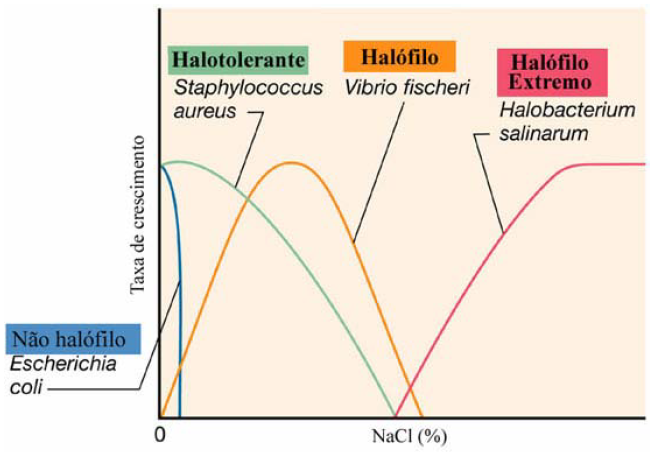 Halotolerante
Staphylococcus
aureus
Halófilo
Vibrio fischeri
Halófilo
Extremo
Halobacterium
salinarum
Taxa de crescimento
Não halófilo
Escherichia
coli
0
NaCl (%)